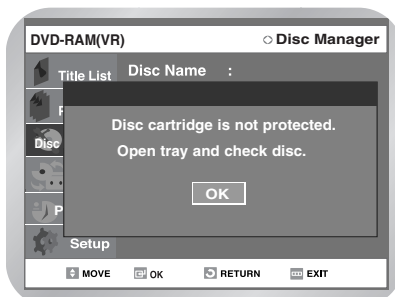 DVD-RAM(VR) Disc Manager
Title List Disc Name :
Disc cartridge is not protected.
Disc
Open tray and check disc.
OK
P
Setup
MOVE OK RETURN EXIT